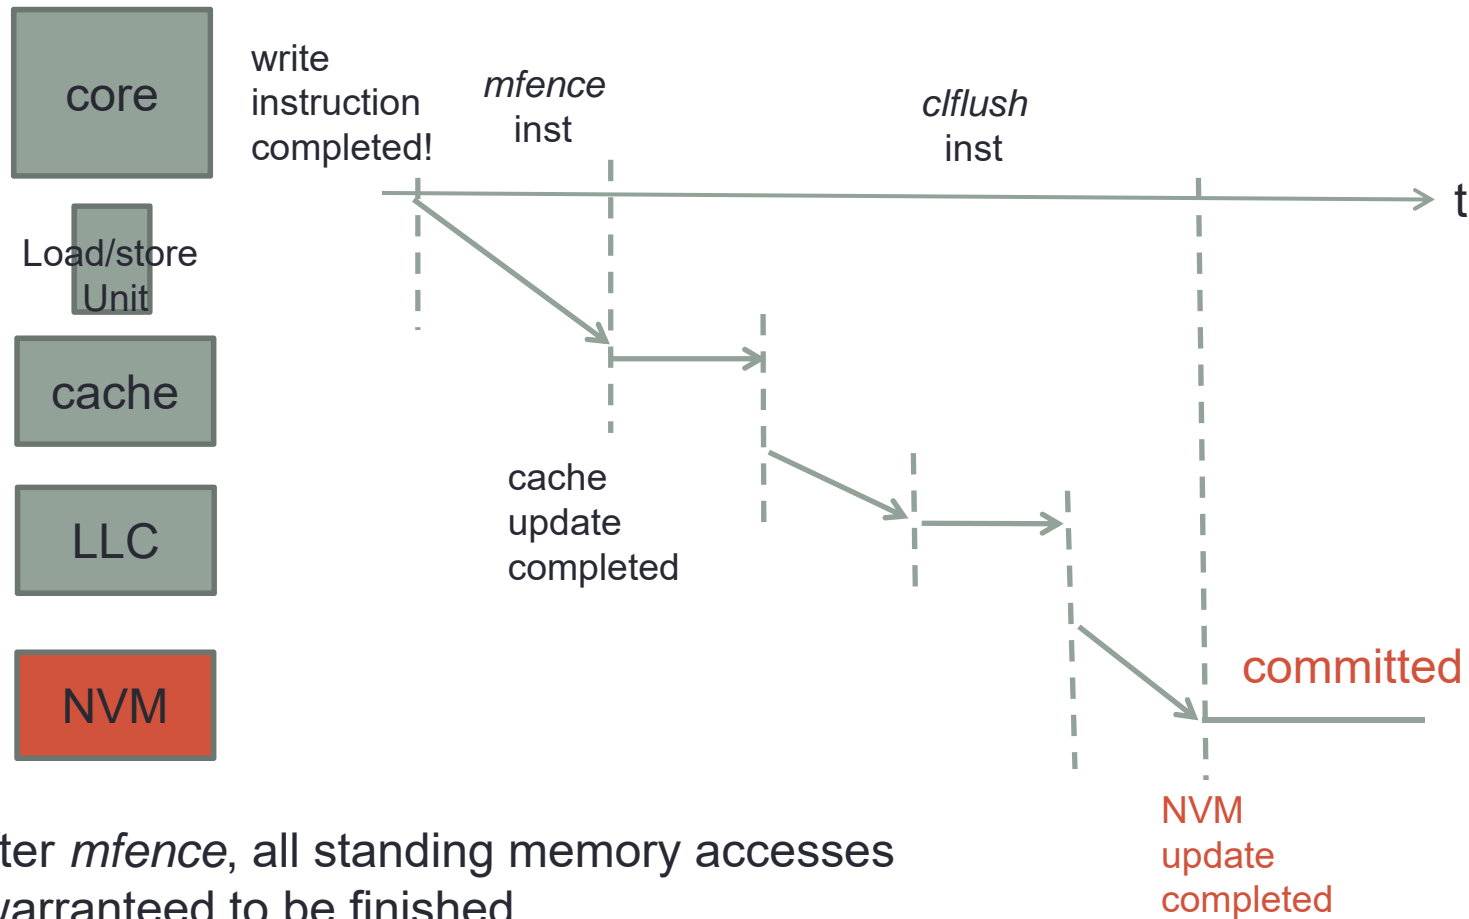 core
write
instruction
completed!
mfence
inst
clflush
inst
t
Load/store
Unit
cache
LLC
NVM
cache
update
completed
committed
NVM
update
completed
ter mfence, all standing memory accesses
warranteed to be finished